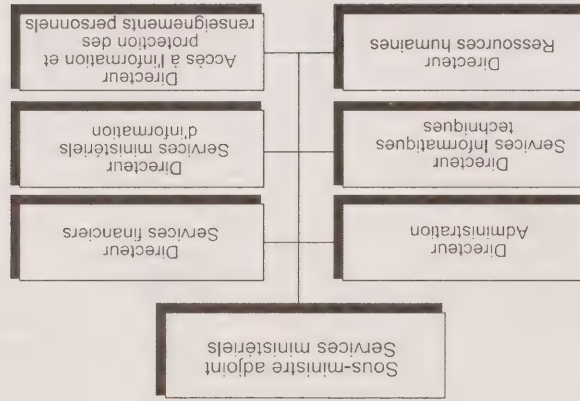 Sous-ministre adjoint
Services ministériels
Directeur
Administration
Directeur
Services financiers
Directeur
Services Informatiques
techniques
Directeur
Services ministériels
d'information
Directeur
Ressources humaines
Directeur
Accès à l'information et
protection des
renseignements personnels